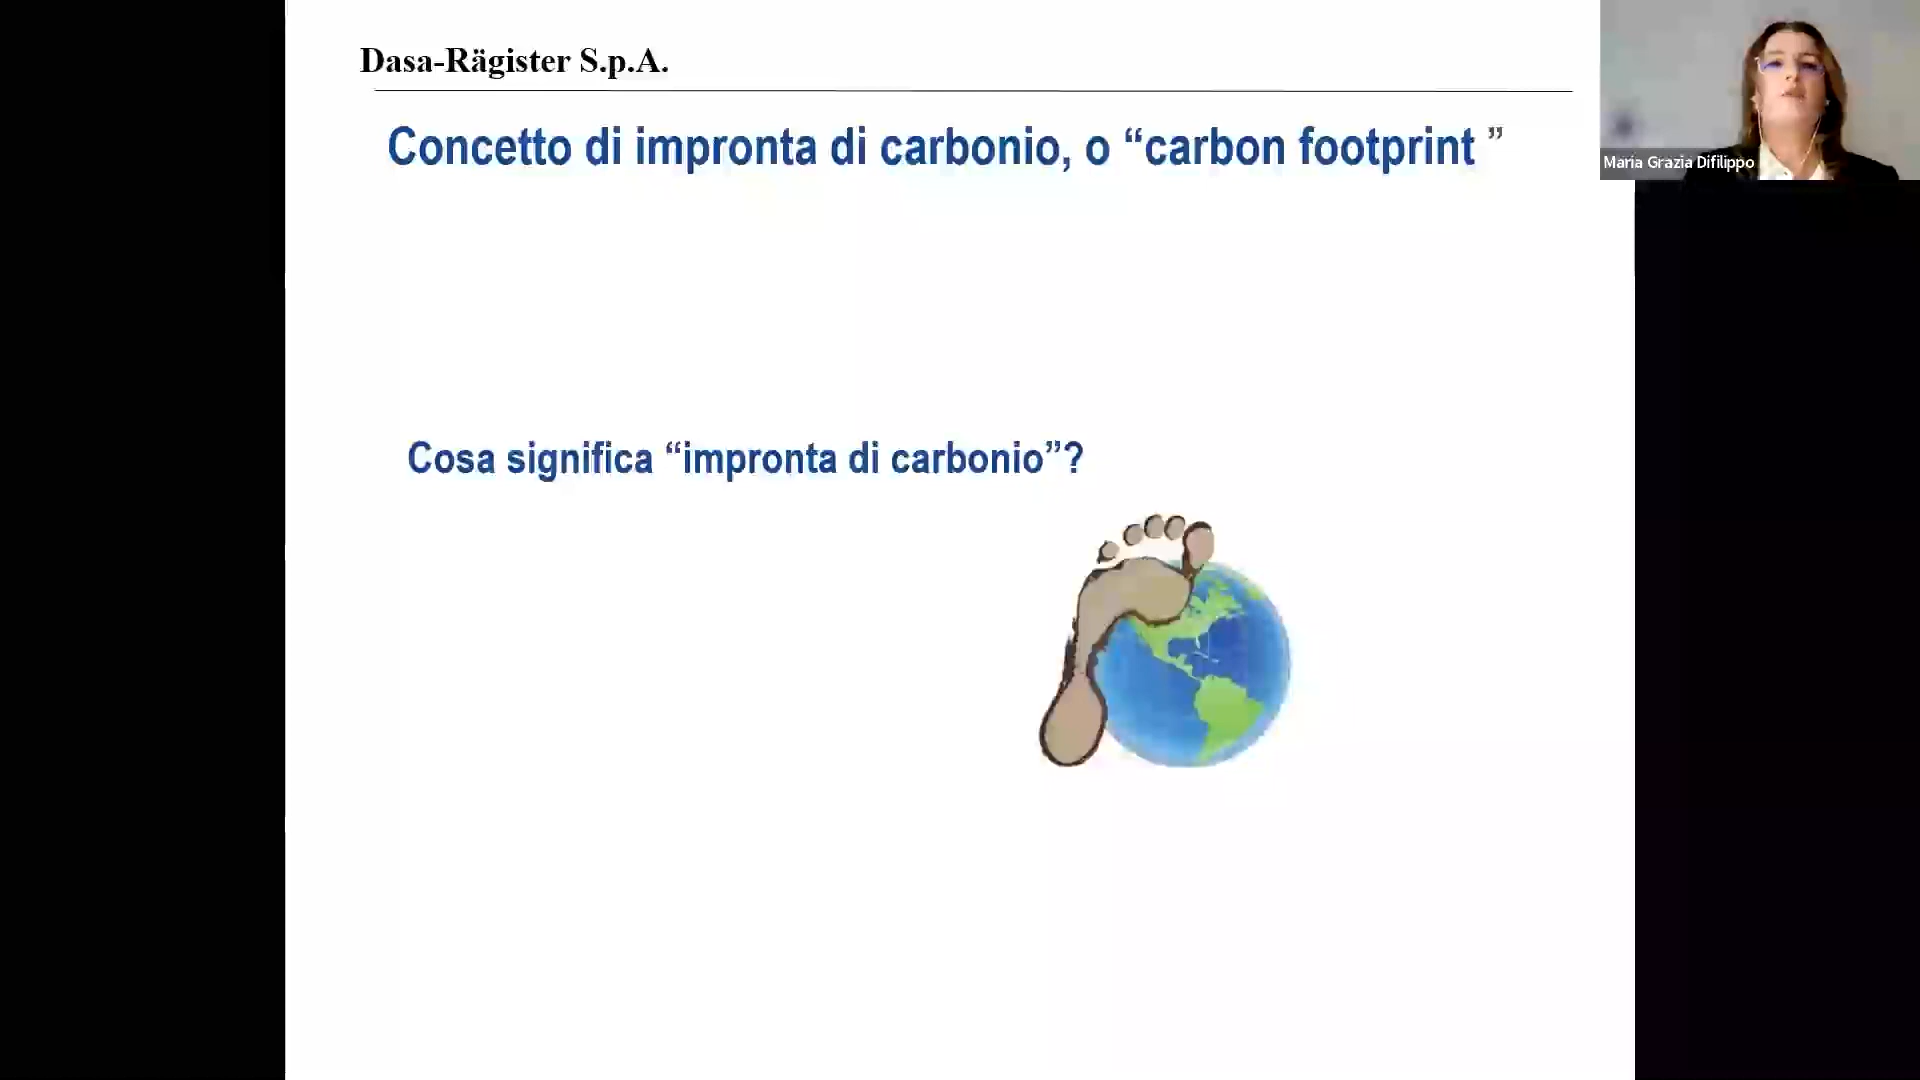 Dasa-Rägister S.p.A.
Concetto di impronta di carbonio, o “carbon footprint ”
Maria Grazia Difilippo
Cosa significa “impronta di carbonio”?